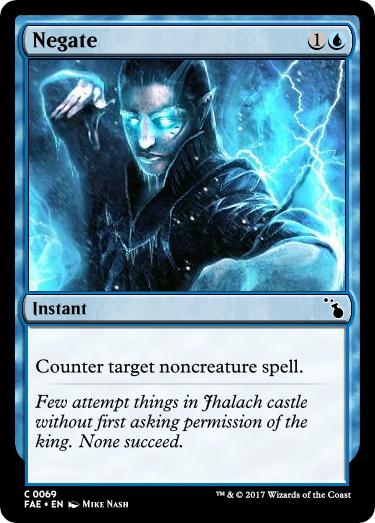 Negate 1
Instant
Counter target noncreature spell.
Few attempt things in Jhalach castle
without first asking permission of the
king. None succeed.
C 0069
FAE • EN Mike Nash
™ & © 2017 Wizards of the Coast